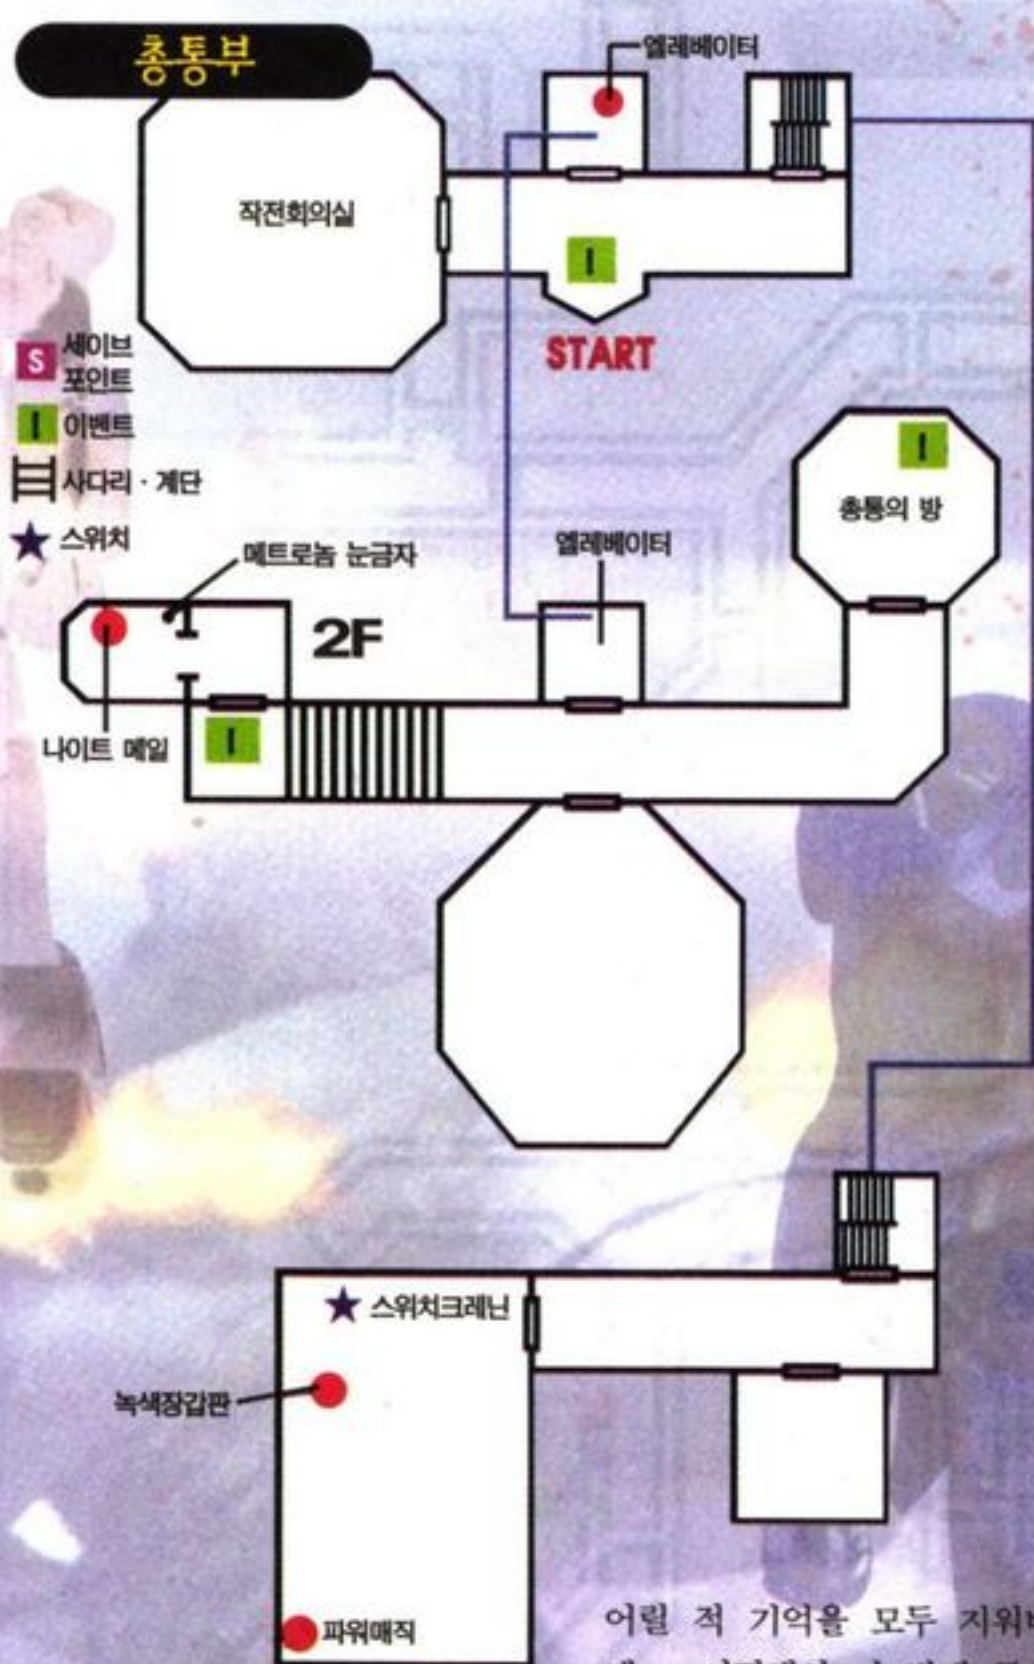 총통부
엘레베이터
작전회의실
I
START
S 세이브
포인트
I 이벤트
사다리 · 계단
스위치
I
총통의 방
메트로놈 눈금자
엘레베이터
2F
나이트 메일
I
스위치크레닌
녹색장갑판
파워매직
어릴 적 기억을 모두 지워